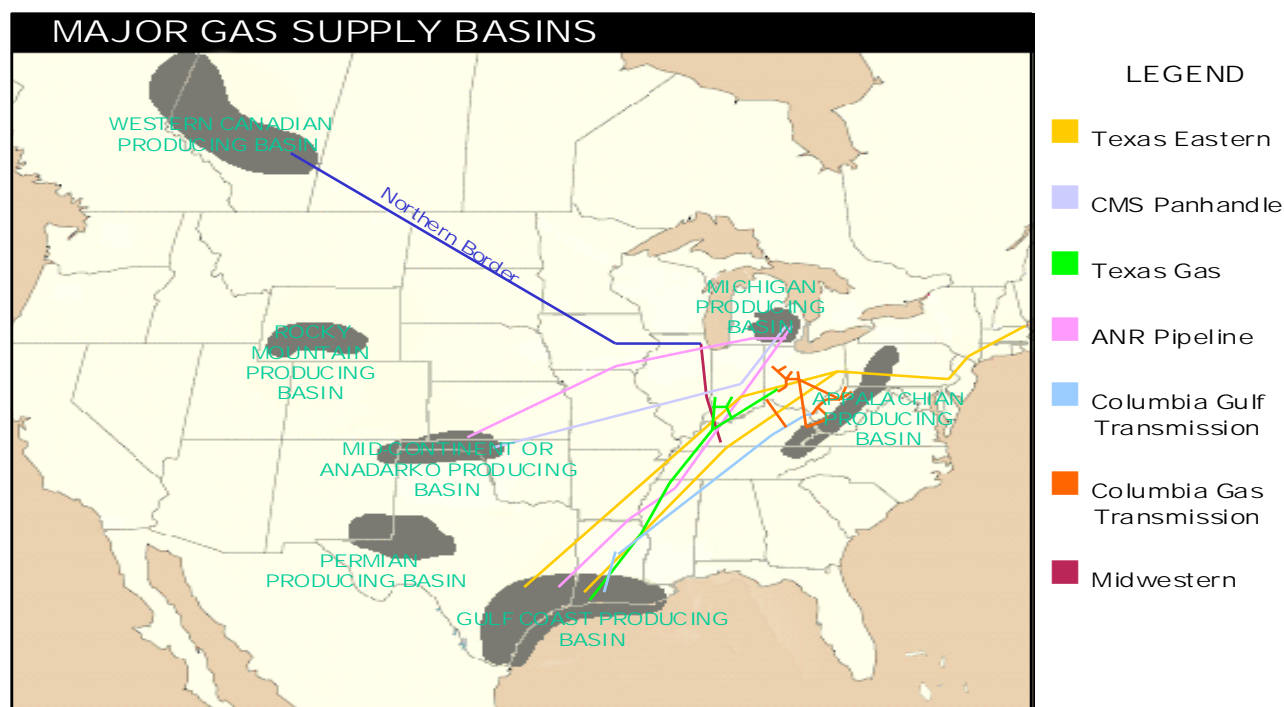 MAJOR GAS SUPPLY BASINS
WESTERN CANADIAN
PRODUCING BASIN
Northern Border
MICHIGAN
PRODUCING
BASIN
ROCKY
MOUNTAIN
PRODUCING
BASIN
APPALACHIAN
PRODUCING
BASIN
MID-CONTINENT OR
ANADARKO PRODUCING
BASIN
PERMIAN
PRODUCING BASIN
GULF COAST PRODUCING
BASIN
LEGEND
Texas Eastern
CMS Panhandle
Texas Gas
ANR Pipeline
Columbia Gulf
Transmission
Columbia Gas
Transmission
Midwestern